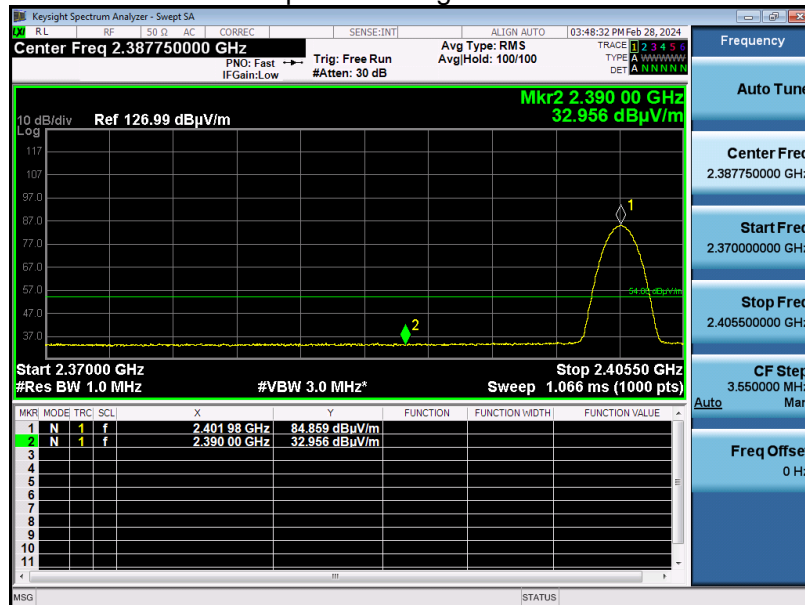 Keysight Spectrum Analyzer - Swept SA
LXI RL RF 50 Ω AC CORREC SENSE:INT ALIGN AUTO 03:48:32 PM Feb 28, 2024
Center Freq 2.387750000 GHz
PNO: Fast
IFGain:Low
Trig: Free Run
#Atten: 30 dB
Avg Type: RMS
Avg|Hold: 100/100
TRACE 1 2 3 4 5 6
TYPE A WWWWW
DET A N N N N N
Mkr2 2.390 00 GHz
32.956 dBµV/m
10 dB/div Ref 126.99 dBµV/m
Log
117
107
97.0
87.0
77.0
67.0
57.0
47.0
37.0
1
54.00 dBµV/m
2
Start 2.37000 GHz Stop 2.40550 GHz
#Res BW 1.0 MHz #VBW 3.0 MHz* Sweep 1.066 ms (1000 pts)
MKR MODE TRC SCL X Y FUNCTION FUNCTION WIDTH FUNCTION VALUE
1 N 1 f 2.401 98 GHz 84.859 dBµV/m
2 N 1 f 2.390 00 GHz 32.956 dBµV/m
3
4
5
6
7
8
9
10
11
MSG STATUS
Frequency
Auto Tune
Center Freq
2.387750000 GHz
Start Freq
2.370000000 GHz
Stop Freq
2.405500000 GHz
CF Step
3.550000 MHz
Auto Man
Freq Offset
0 Hz